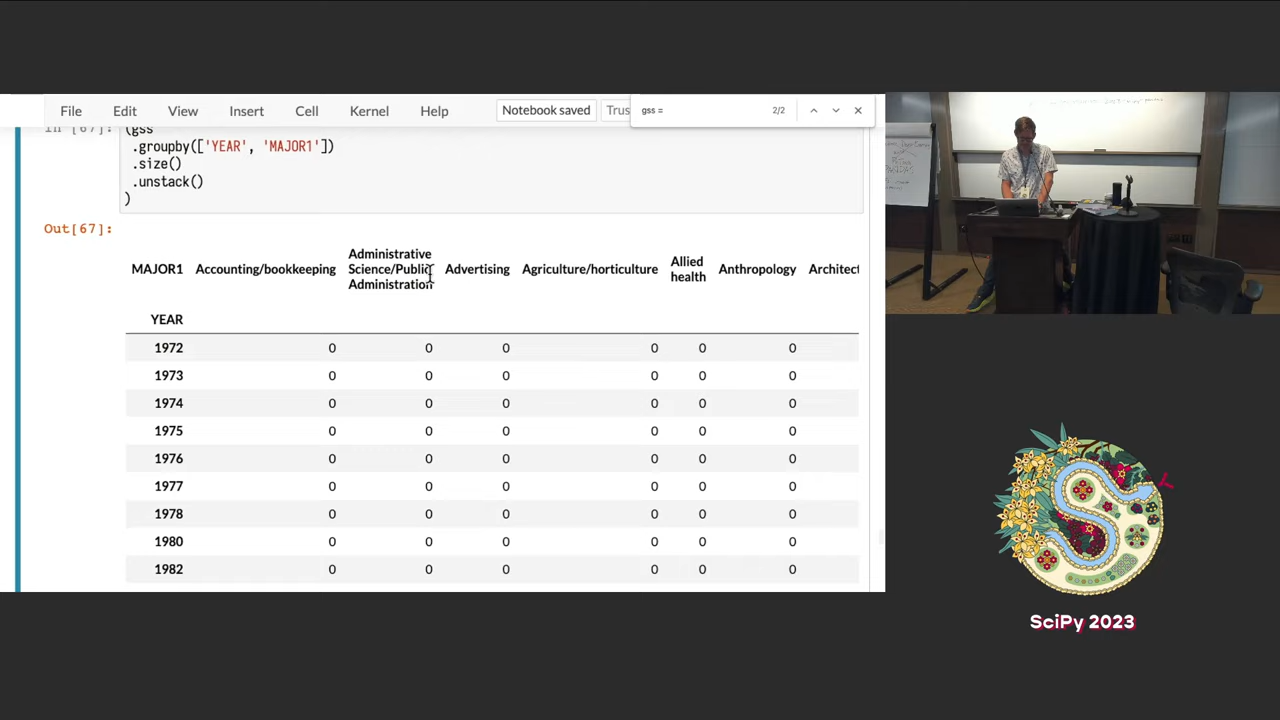 File Edit View Insert Cell Kernel Help Notebook saved Trus gss = 2/2
In [67]: (gss
.groupby(['YEAR', 'MAJOR1'])
.size()
.unstack()
)
Out[67]:
MAJOR1 Accounting/bookkeeping Administrative Science/Public Administration Advertising Agriculture/horticulture Allied health Anthropology Architect
YEAR
1972 0 0 0 0 0 0
1973 0 0 0 0 0 0
1974 0 0 0 0 0 0
1975 0 0 0 0 0 0
1976 0 0 0 0 0 0
1977 0 0 0 0 0 0
1978 0 0 0 0 0 0
1980 0 0 0 0 0 0
1982 0 0 0 0 0 0
SciPy 2023